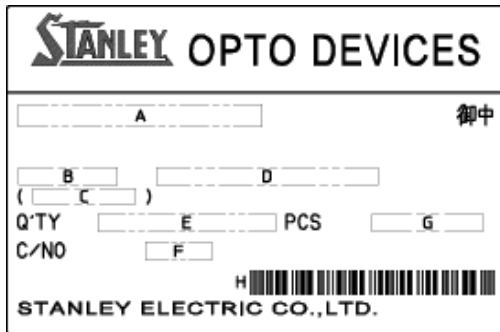 STANLEY OPTO DEVICES
A 御中
B D
( C )
Q'TY E PCS G
C/NO F
H
STANLEY ELECTRIC CO.,LTD.